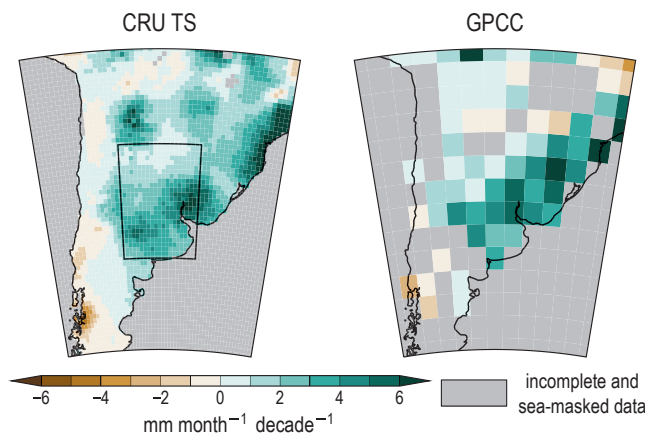 CRU TS
GPCC
−6 −4 −2 0 2 4 6
mm month⁻¹ decade⁻¹
incomplete and
sea-masked data